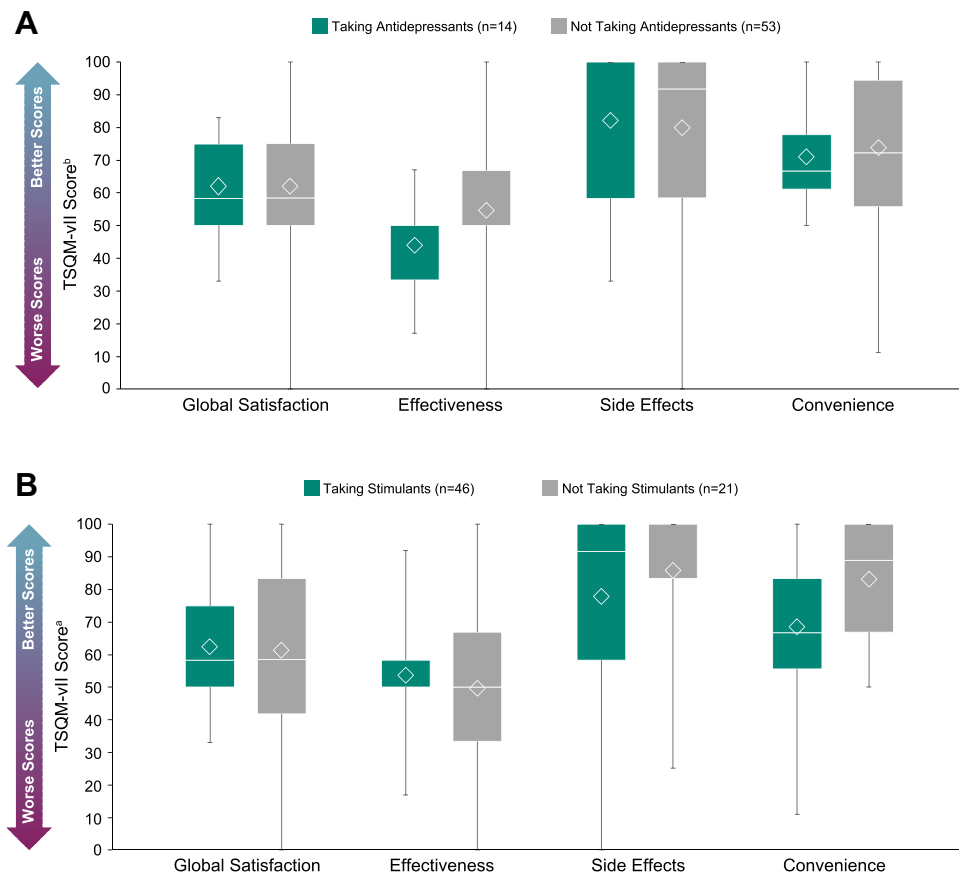 A
Taking Antidepressants (n=14)
Not Taking Antidepressants (n=53)
Better Scores
Worse Scores
TSQM-vII Scoreb
100
90
80
70
60
50
40
30
20
10
0
Global Satisfaction
Effectiveness
Side Effects
Convenience
B
Taking Stimulants (n=46)
Not Taking Stimulants (n=21)
Better Scores
Worse Scores
TSQM-vII Scorea
100
90
80
70
60
50
40
30
20
10
0
Global Satisfaction
Effectiveness
Side Effects
Convenience